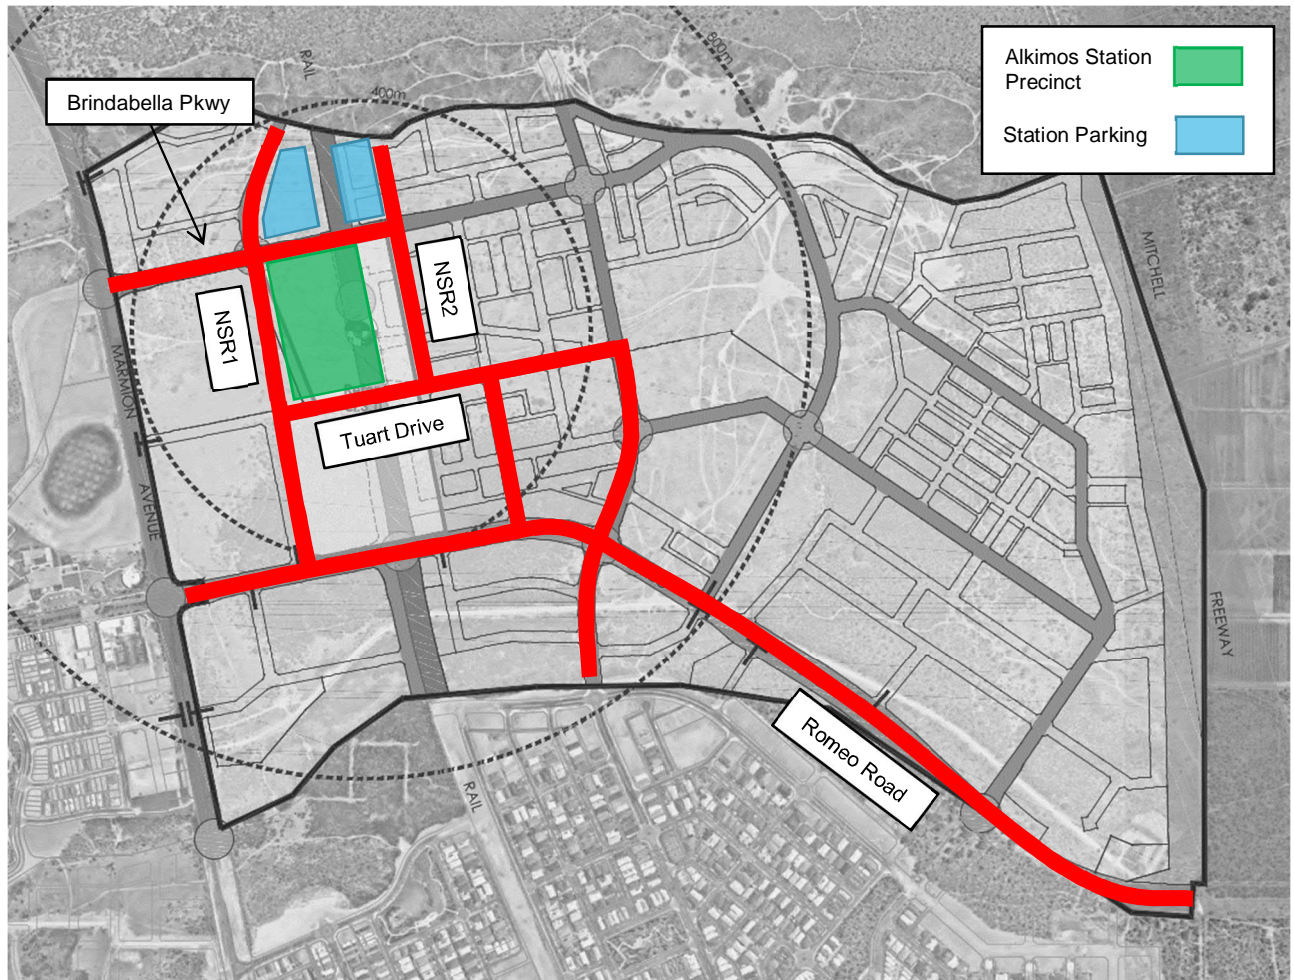 RAIL
600m
Alkimos Station
Precinct
Station Parking
400m
Brindabella Pkwy
MITCHELL
NSR2
NSR1
MARMION
Tuart Drive
AVENUE
FREEWAY
Romeo Road
RAIL